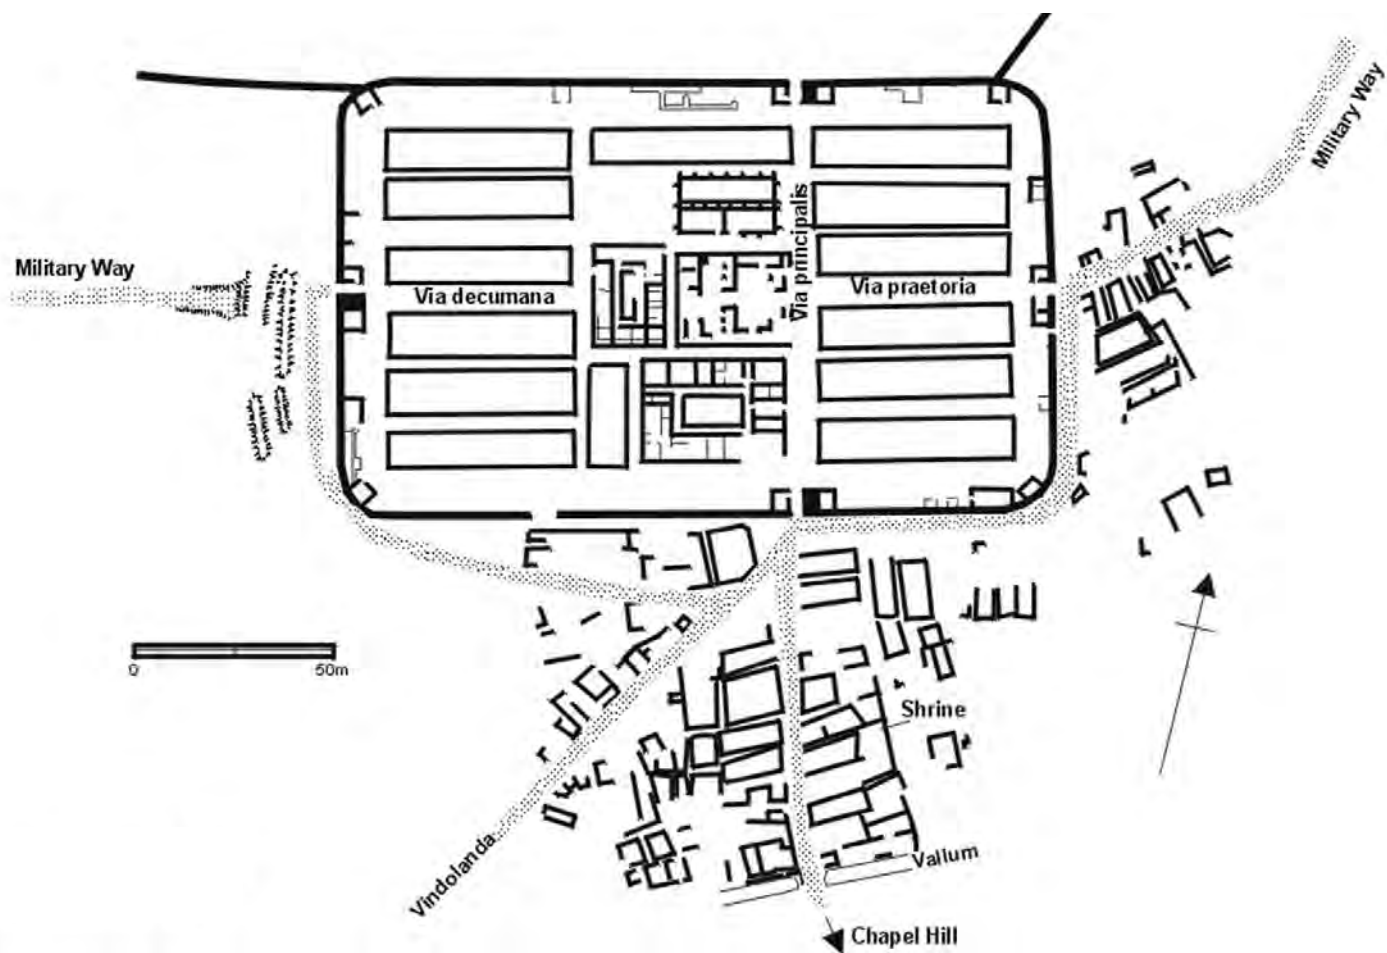 Military Way
Military Way
Via principalis
Via decumana
Via praetoria
0 50m
Shrine
Vallum
Vindolanda
Chapel Hill